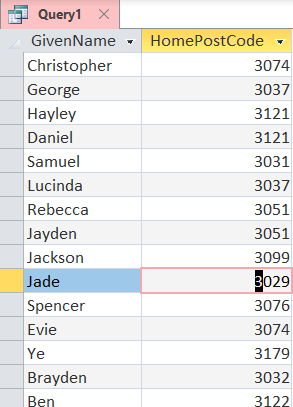 Query1
GivenName HomePostCode
Christopher 3074
George 3037
Hayley 3121
Daniel 3121
Samuel 3031
Lucinda 3037
Rebecca 3051
Jayden 3051
Jackson 3099
Jade 3029
Spencer 3076
Evie 3074
Ye 3179
Brayden 3032
Ben 3122